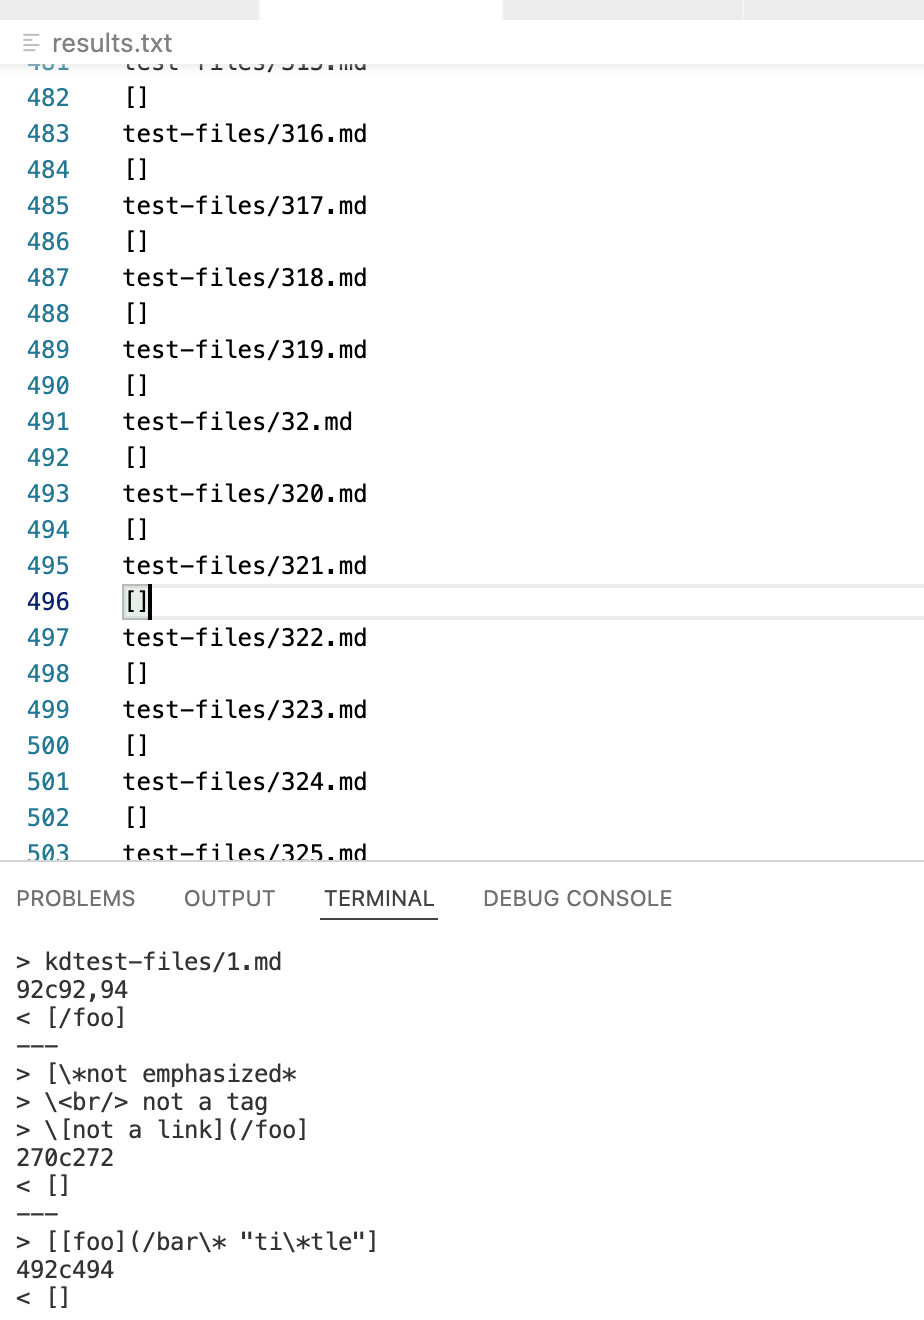 results.txt
481 test-files/315.md
482 []
483 test-files/316.md
484 []
485 test-files/317.md
486 []
487 test-files/318.md
488 []
489 test-files/319.md
490 []
491 test-files/32.md
492 []
493 test-files/320.md
494 []
495 test-files/321.md
496 []
497 test-files/322.md
498 []
499 test-files/323.md
500 []
501 test-files/324.md
502 []
503 test-files/325.md
PROBLEMS OUTPUT TERMINAL DEBUG CONSOLE
> kdtest-files/1.md
92c92,94
< [/foo]
---
> [\*not emphasized*
> \<br/> not a tag
> \[not a link](/foo]
270c272
< []
---
> [[foo](/bar\* "ti\*tle"]
492c494
< []